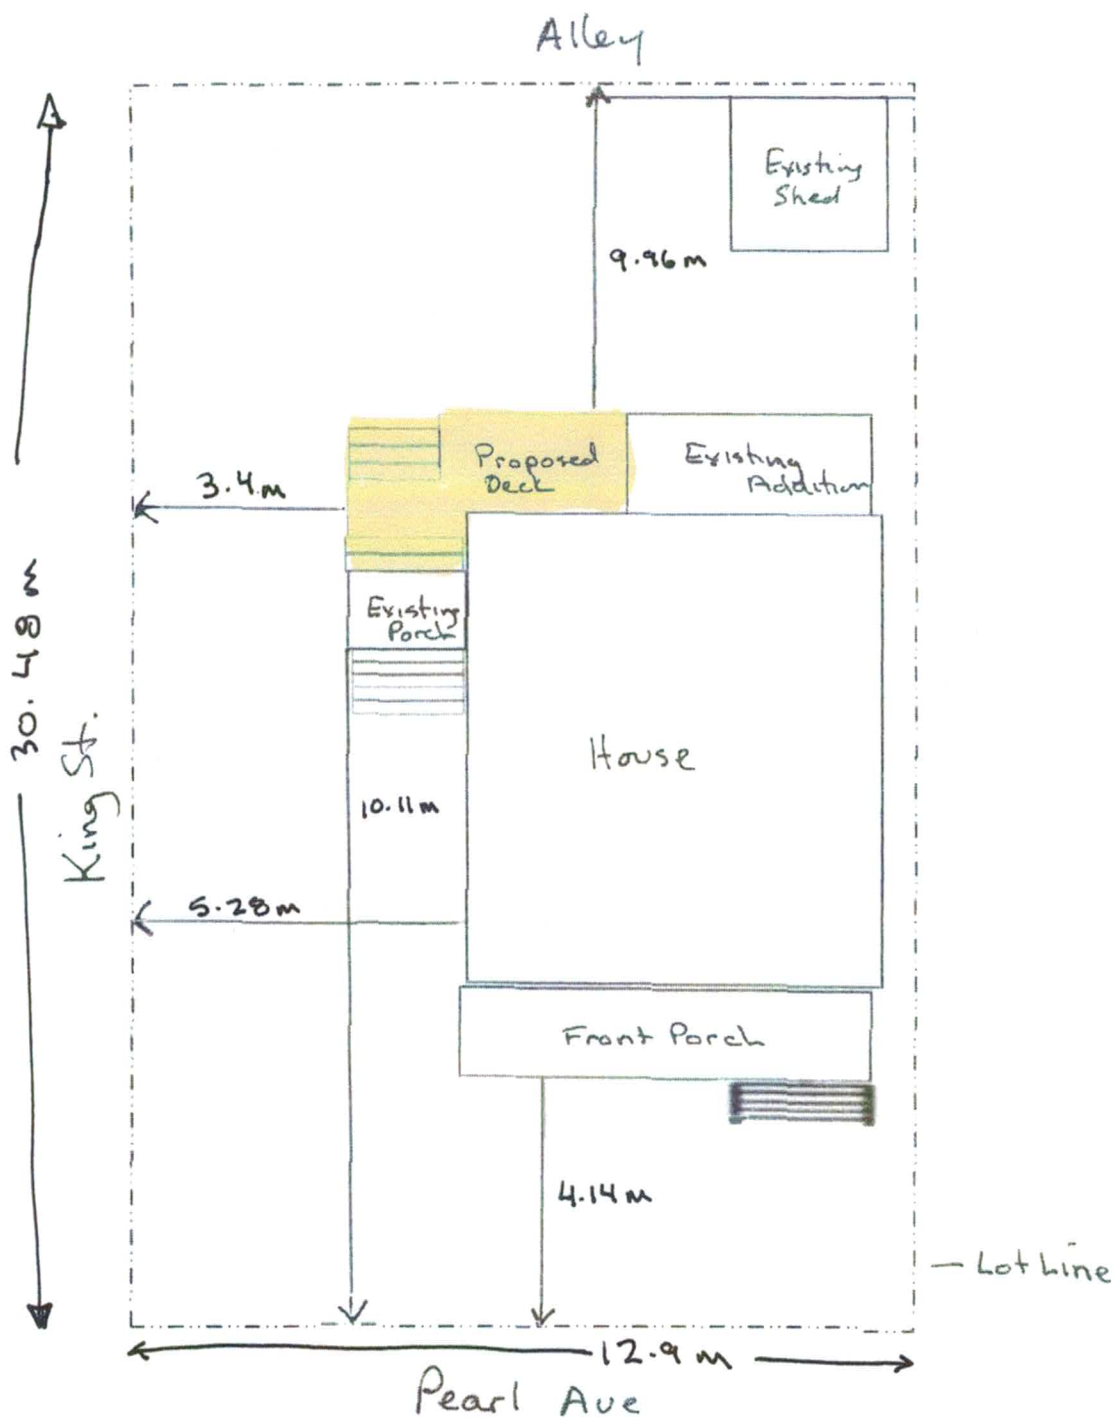 Alley
Existing
Shed
9.96m
Proposed
Deck
Existing
Addition
3.4m
30.48m
Existing
Porch
King St.
House
10.11m
5.28m
Front Porch
4.14m
- Lot Line
12.9m
Pearl Ave